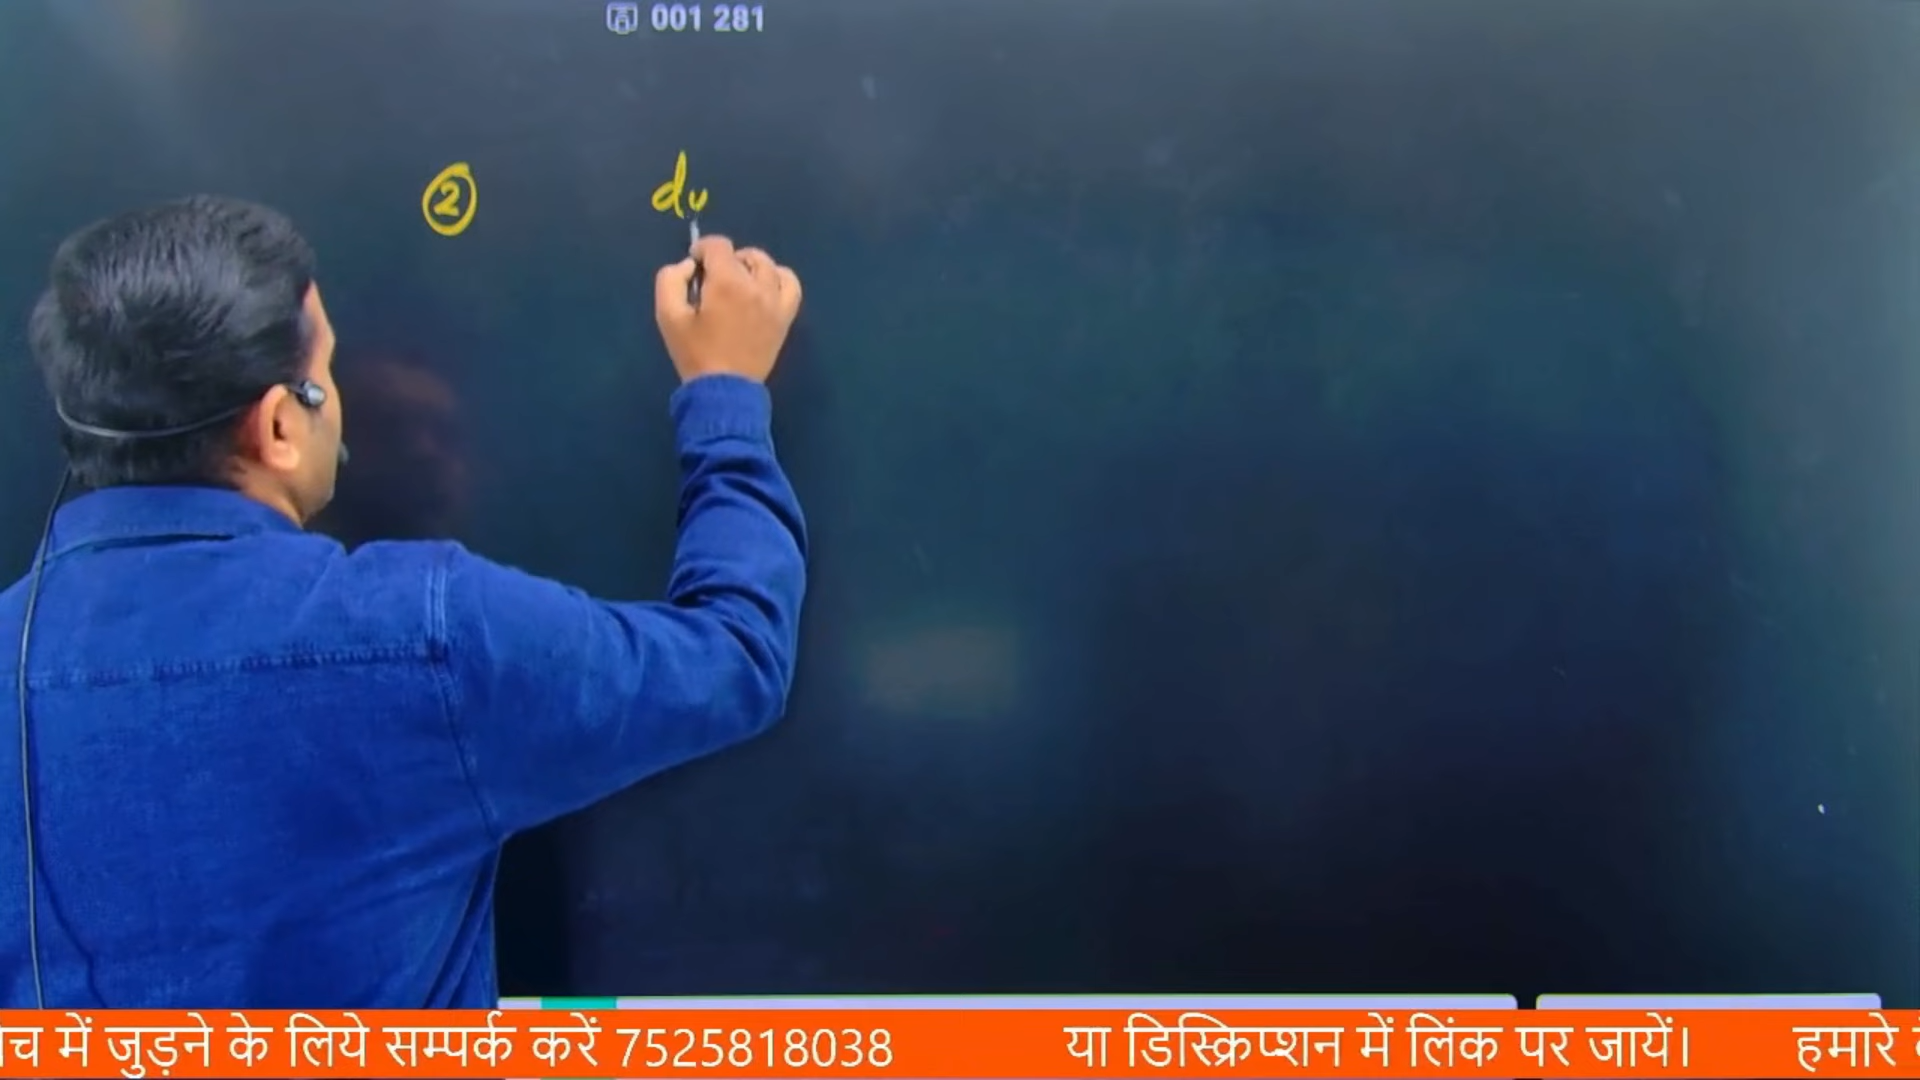 001 281
② du
च में जुड़ने के लिये सम्पर्क करें 7525818038 या डिस्क्रिप्शन में लिंक पर जायें। हमारे